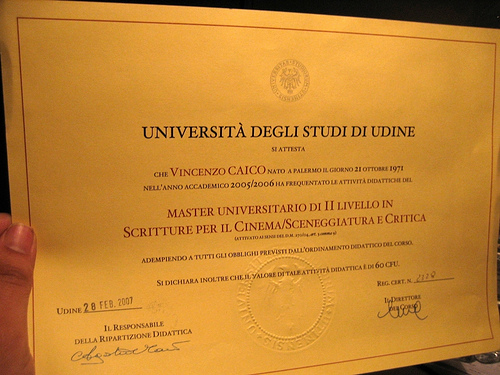 UNIVERSITÀ DEGLI STUDI DI UDINE
SI ATTESTA
CHE VINCENZO CAICO NATO A PALERMO IL GIORNO 21 OTTOBRE 1971
NELL'ANNO ACCADEMICO 2005/2006 HA FREQUENTATO LE ATTIVITÀ DIDATTICHE DEL
MASTER UNIVERSITARIO DI II LIVELLO IN
SCRITTURE PER IL CINEMA/SCENEGGIATURA E CRITICA
ADEMPIENDO A TUTTI GLI OBBLIGHI PREVISTI DALL'ORDINAMENTO DIDATTICO DEL CORSO.
SI DICHIARA INOLTRE CHE IL VALORE DI TALE ATTIVITÀ DIDATTICA È DI 60 CFU.
REG. CERT. N.
UDINE 28 FEB. 2007
IL DIRETTORE
DEL CORSO
IL RESPONSABILE
DELLA RIPARTIZIONE DIDATTICA